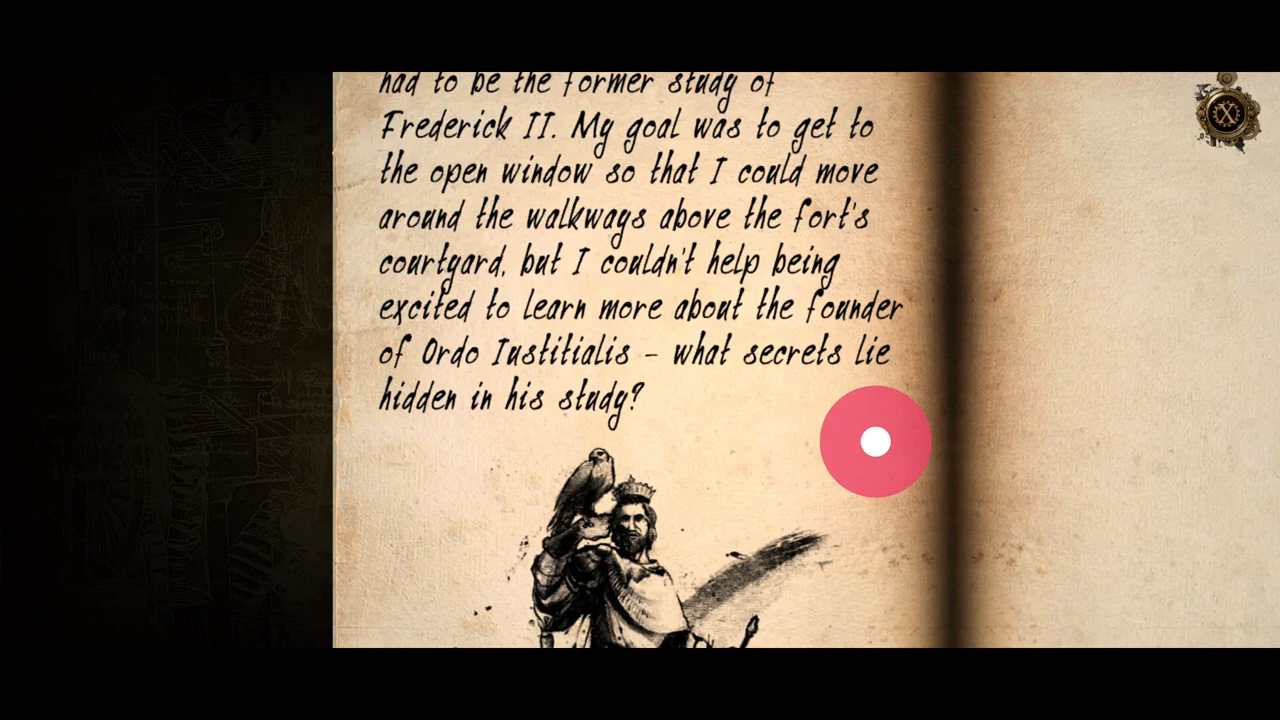 had to be the former study of
Frederick II. My goal was to get to
the open window so that I could move
around the walkways above the fort's
courtyard, but I couldn't help being
excited to learn more about the founder
of Ordo Iustitialis – what secrets lie
hidden in his study?
X